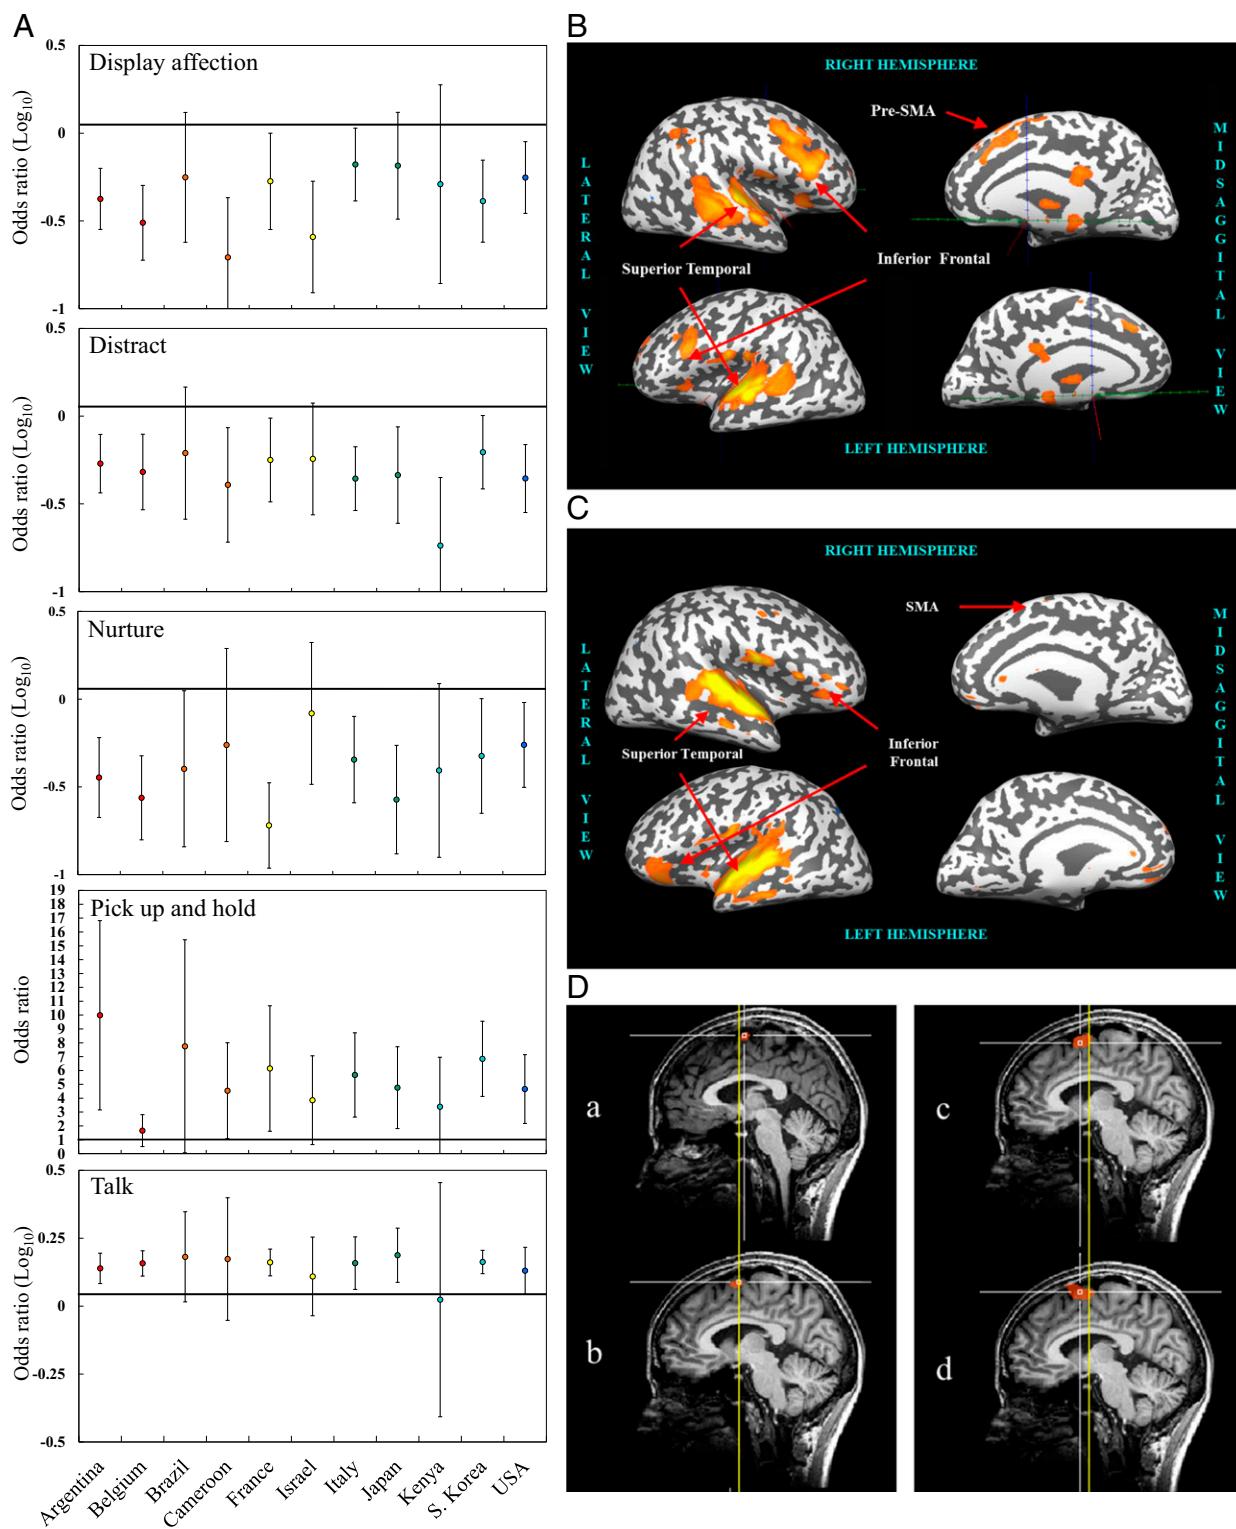 A
0.5
Display affection
0
-0.5
-1
Odds ratio (Log10)
0.5
Distract
0
-0.5
-1
Odds ratio (Log10)
0.5
Nurture
0
-0.5
-1
Odds ratio (Log10)
19
18
17
16
15
14
13
12
11
10
9
8
7
6
5
4
3
2
1
0
Pick up and hold
Odds ratio
0.5
Talk
0.25
0
-0.25
-0.5
Odds ratio (Log10)
Argentina
Belgium
Brazil
Cameroon
France
Israel
Italy
Japan
Kenya
S. Korea
USA
B
RIGHT HEMISPHERE
Pre-SMA
LATERAL VIEW
MIDSAGGITAL VIEW
Superior Temporal
Inferior Frontal
LEFT HEMISPHERE
C
RIGHT HEMISPHERE
SMA
LATERAL VIEW
MIDSAGGITAL VIEW
Superior Temporal
Inferior
Frontal
LEFT HEMISPHERE
D
a
c
b
d